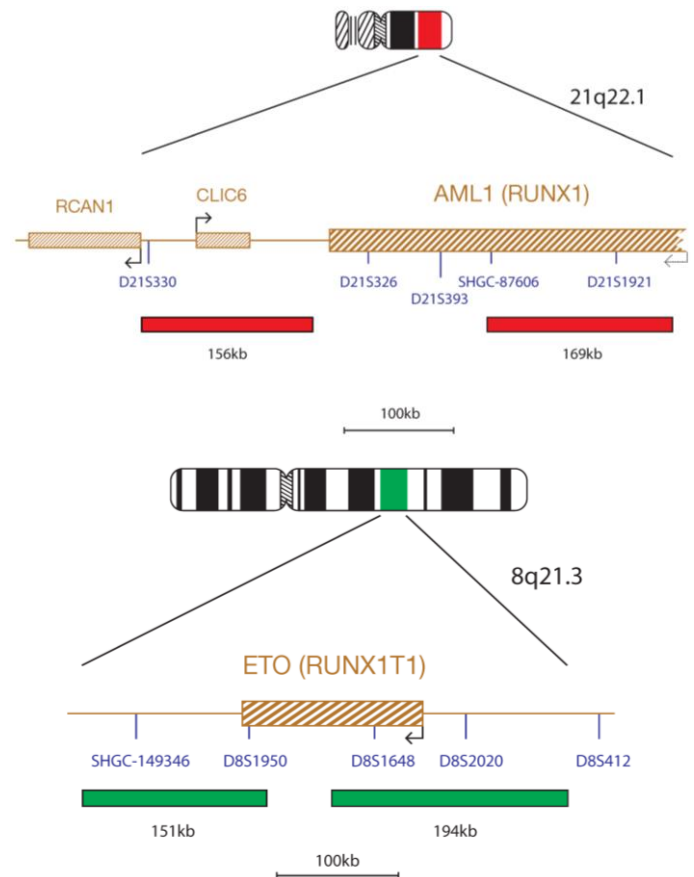 21q22.1
RCAN1
CLIC6
AML1 (RUNX1)
D21S330
D21S326
D21S393
SHGC-87606
D21S1921
156kb
169kb
100kb
8q21.3
ETO (RUNX1T1)
SHGC-149346
D8S1950
D8S1648
D8S2020
D8S412
151kb
194kb
100kb